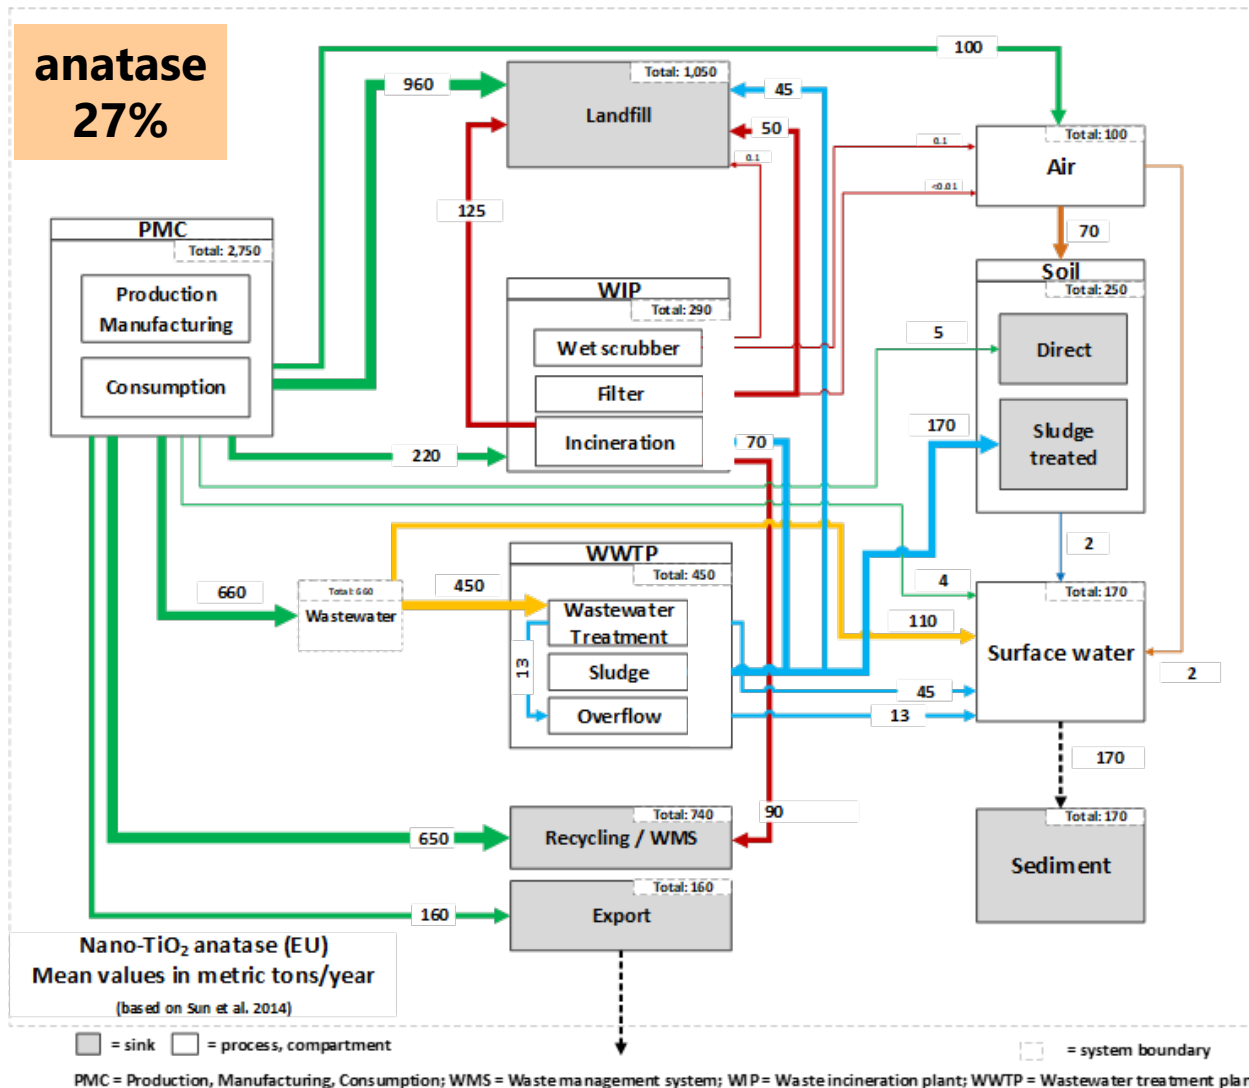 anatase
27%
100
960
Total: 1,050
Landfill
45
50
0.1
0.1
Total: 100
Air
<0.01
125
70
PMC
Total: 2,750
Production
Manufacturing
Consumption
WIP
Total: 290
Wet scrubber
Filter
Incineration
Soil
Total: 250
5
Direct
170
Sludge
treated
220
70
2
WWTP
Total: 450
660
Total: 660
Wastewater
450
Wastewater
Treatment
13
Sludge
Overflow
4
110
Total: 170
Surface water
2
45
13
170
Total: 740
Recycling / WMS
650
90
Total: 170
Sediment
Total: 160
Export
160
Nano-TiO₂ anatase (EU)
Mean values in metric tons/year
(based on Sun et al. 2014)
= sink
= process, compartment
= system boundary
PMC = Production, Manufacturing, Consumption; WMS = Waste management system; WIP = Waste incineration plant; WWTP = Wastewater treatment plan